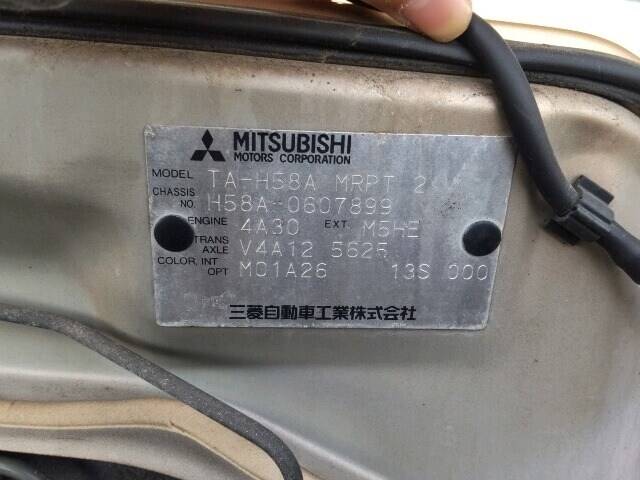 MITSUBISHI
MOTORS CORPORATION
MODEL TA-H58A MRPT
CHASSIS NO. H58A-0607899
ENGINE 4A30 EXT M5HE
TRANS AXLE V4A12 5625
COLOR, INT OPT M01A26 13S 000
三菱自動車工業株式会社